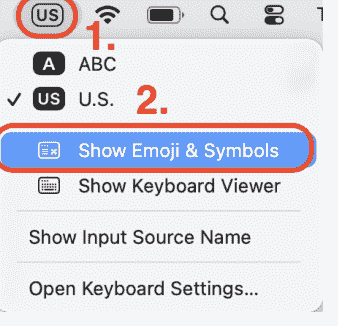 US
1.
A ABC
✓ US U.S.
2.
Show Emoji & Symbols
Show Keyboard Viewer
Show Input Source Name
Open Keyboard Settings...